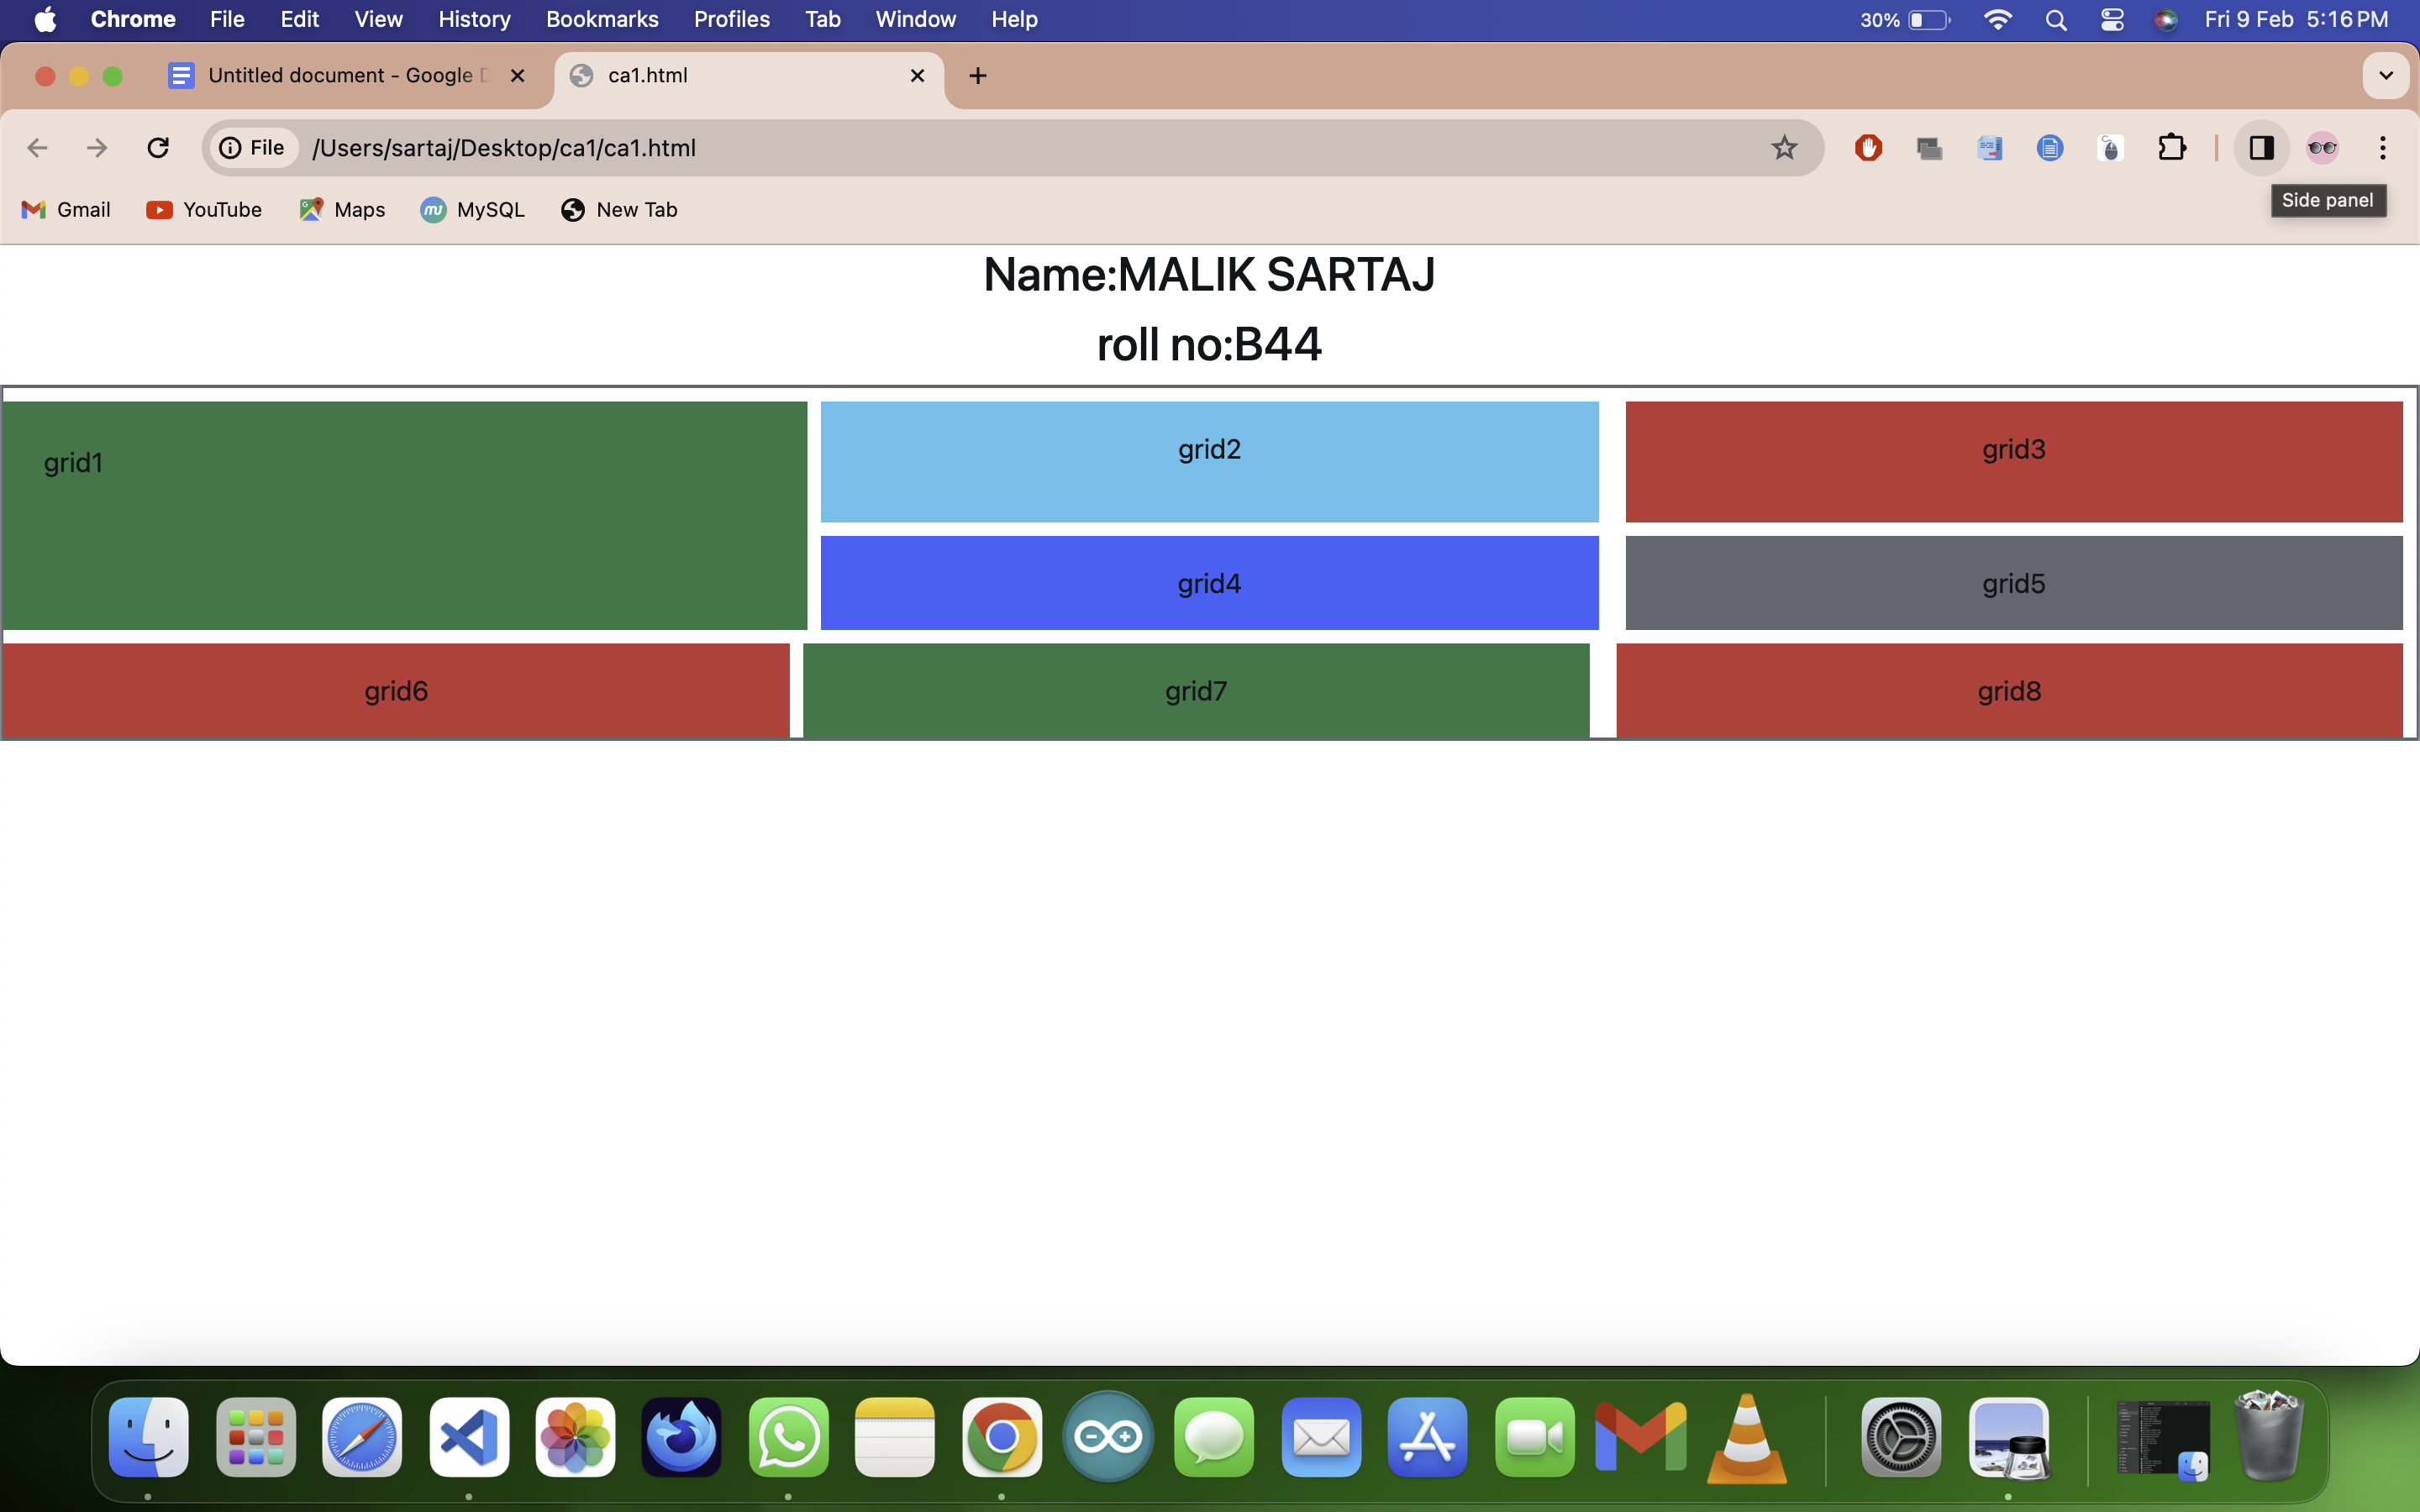 Chrome File Edit View History Bookmarks Profiles Tab Window Help 30% Fri 9 Feb 5:16 PM
Untitled document - Google ca1.html
File /Users/sartaj/Desktop/ca1/ca1.html
Gmail YouTube Maps MySQL New Tab
Side panel
Name:MALIK SARTAJ
roll no:B44
grid1 grid2 grid3
grid4 grid5
grid6 grid7 grid8